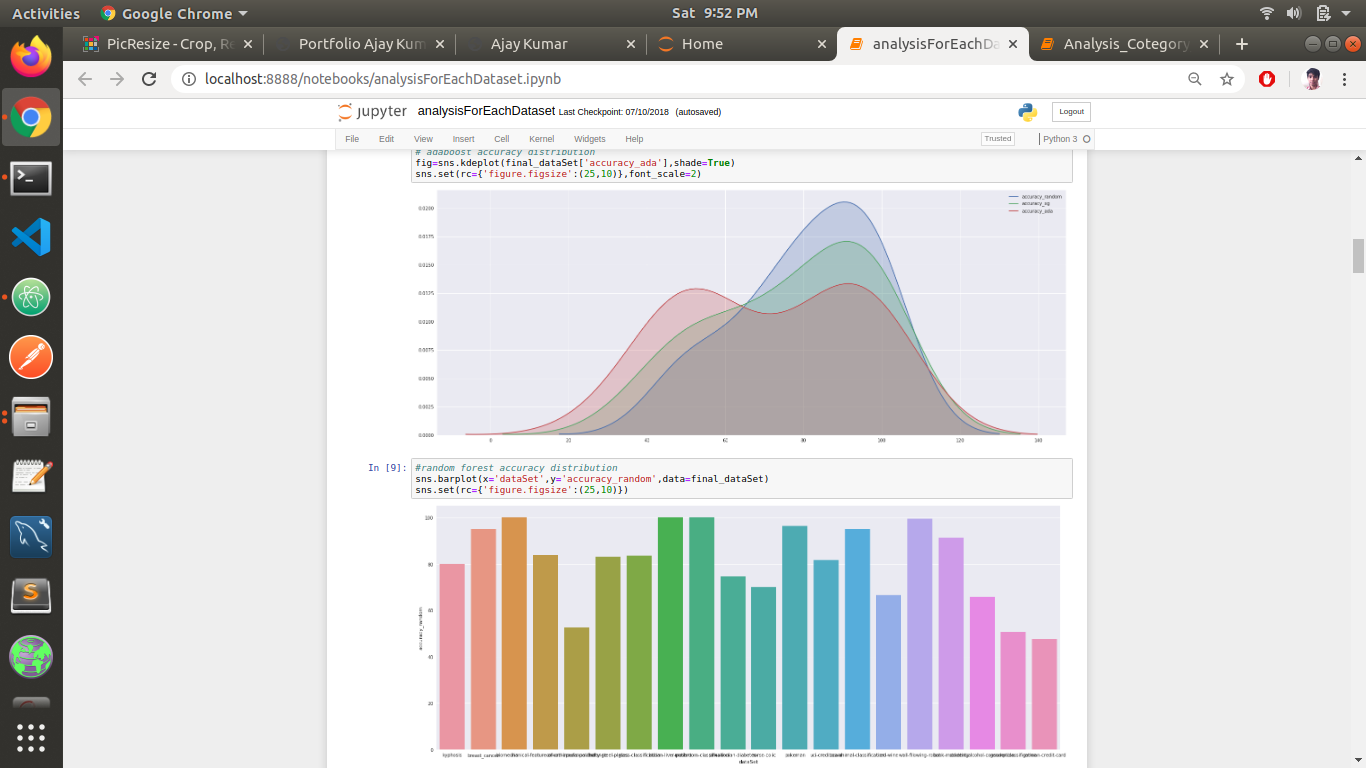 Activities
Google Chrome
Sat 9:52 PM
PicResize - Crop, Re
Portfolio Ajay Kum
Ajay Kumar
Home
analysisForEachDa
Analysis_Cotegory
localhost:8888/notebooks/analysisForEachDataset.ipynb
jupyter
analysisForEachDataset Last Checkpoint: 07/10/2018 (autosaved)
Logout
File Edit View Insert Cell Kernel Widgets Help
Trusted
Python 3
# adaboost accuracy distribution
fig=sns.kdeplot(final_dataSet['accuracy_ada'],shade=True)
sns.set(rc={'figure.figsize':(25,10)},font_scale=2)
accuracy_random
accuracy_ada
0.0200
0.0175
0.0150
0.0125
0.0100
0.0075
0.0050
0.0025
0.0000
0 20 40 60 80 100 120 140
In [9]:
#random forest accuracy distribution
sns.barplot(x='dataSet',y='accuracy_random',data=final_dataSet)
sns.set(rc={'figure.figsize':(25,10)})
100
80
60
40
20
0
accuracy_random
kyphosis breast_cancer
pokemon
dataSet